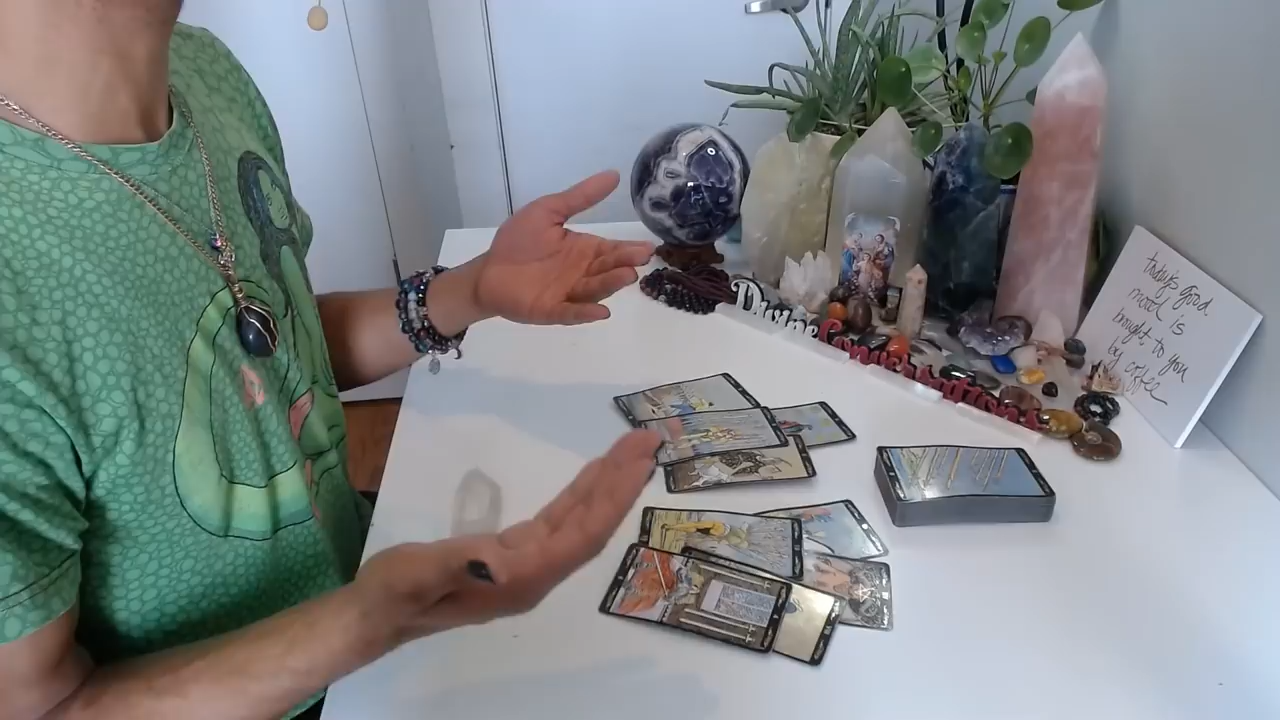 Divine Conversations
today's good
mood is
brought to you
by coffee